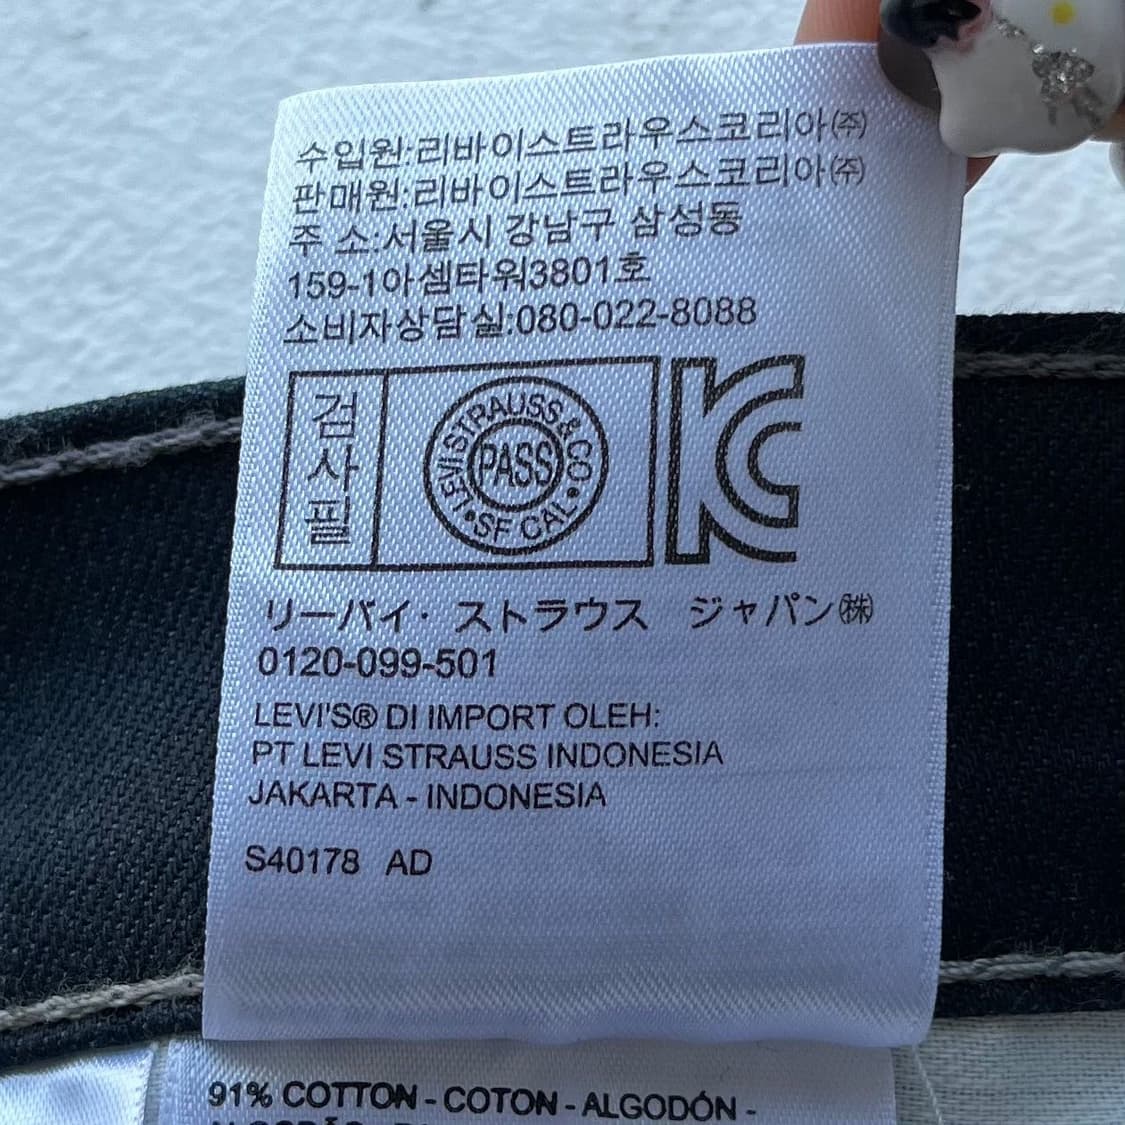 수입원:리바이스트라우스코리아㈜
판매원:리바이스트라우스코리아㈜
주 소:서울시 강남구 삼성동
159-1아셈타워3801호
소비자상담실:080-022-8088
검사필
LEVI STRAUSS & CO • SF CAL •
PASS
KC
リーバイ・ストラウス ジャパン㈱
0120-099-501
LEVI'S® DI IMPORT OLEH:
PT LEVI STRAUSS INDONESIA
JAKARTA - INDONESIA
S40178 AD
91% COTTON - COTON - ALGODÓN -